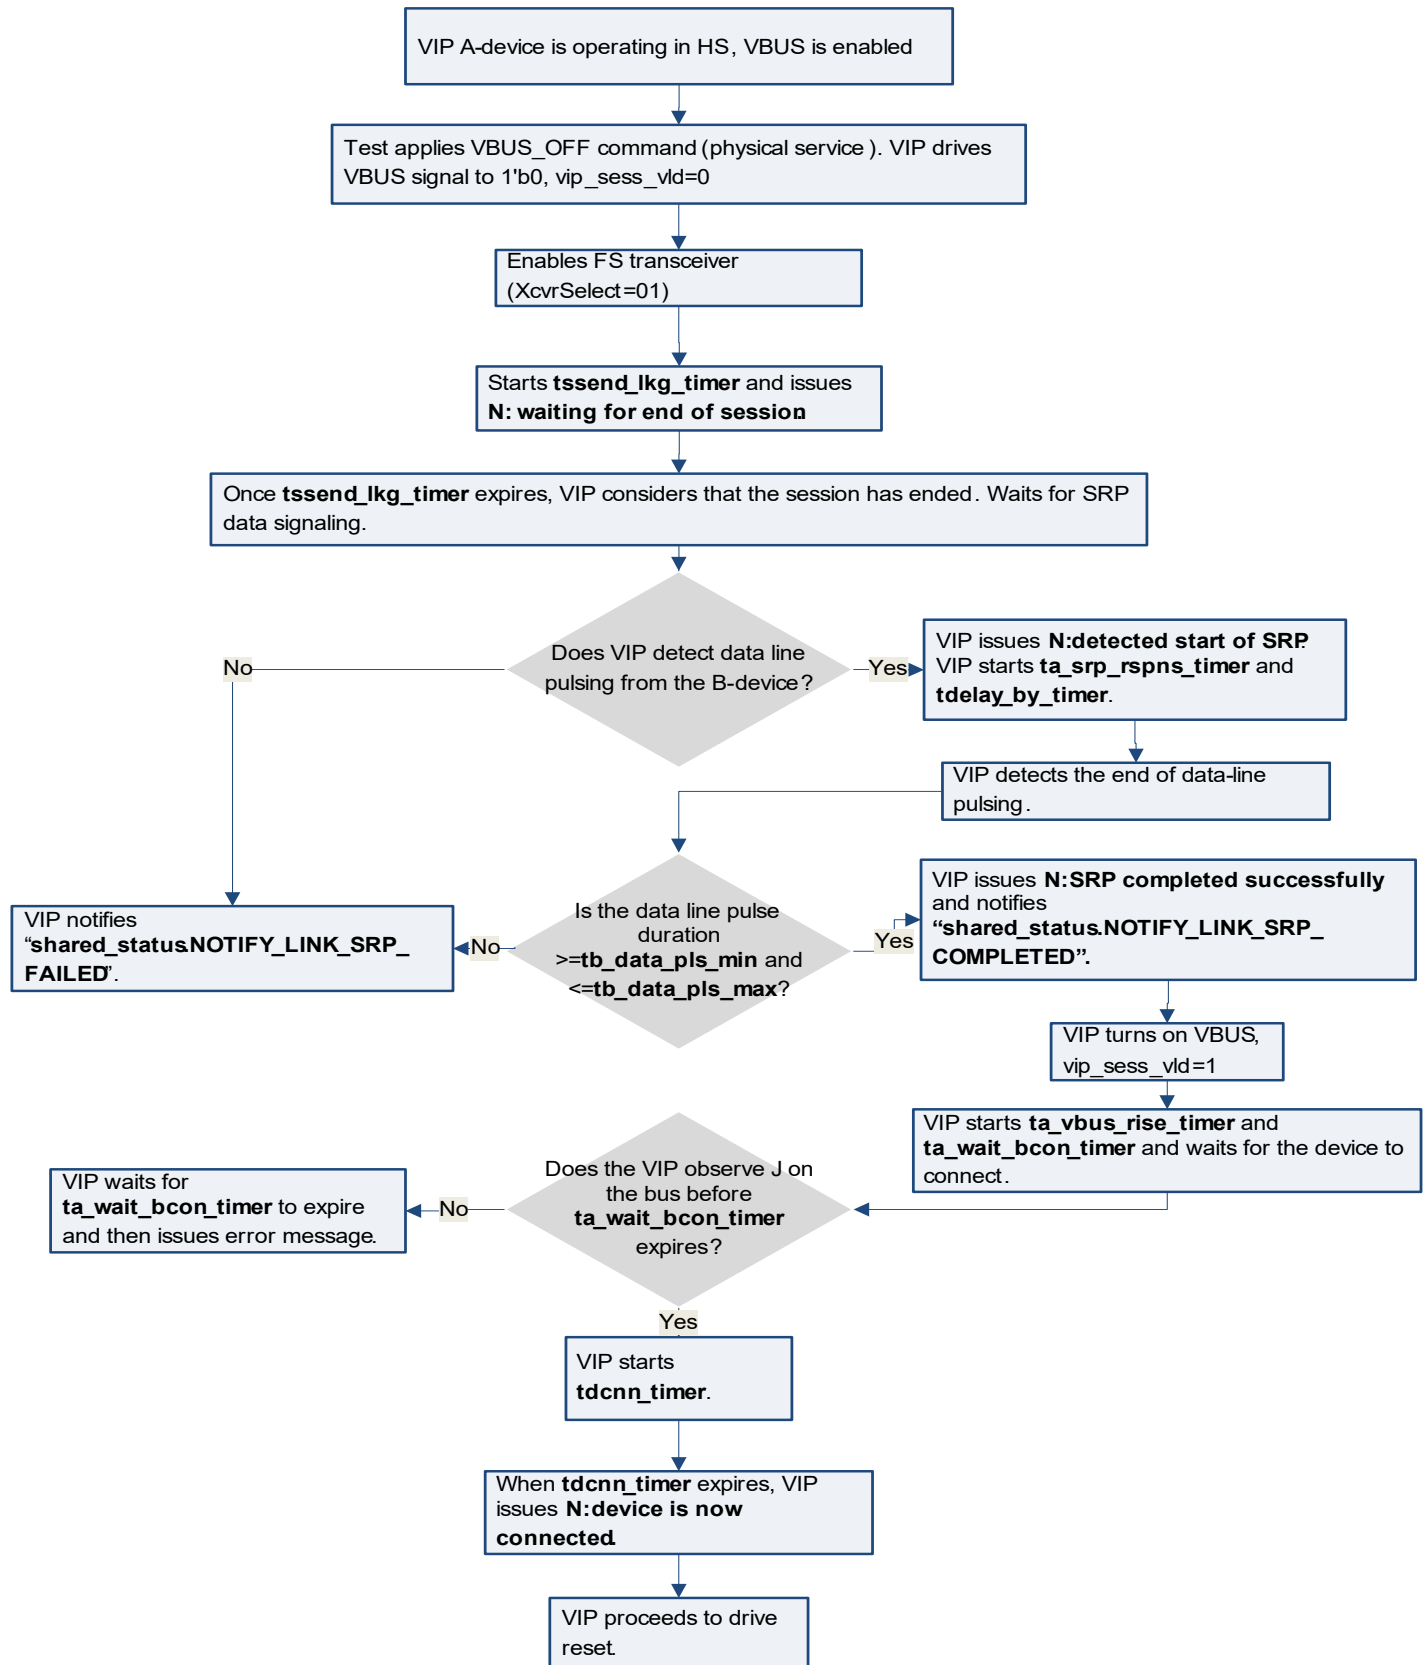 VIP A-device is operating in HS, VBUS is enabled
Test applies VBUS_OFF command (physical service). VIP drives
VBUS signal to 1'b0, vip_sess_vld=0
Enables FS transceiver
(XcvrSelect=01)
Starts tssend_lkg_timer and issues
N: waiting for end of session.
Once tssend_lkg_timer expires, VIP considers that the session has ended. Waits for SRP
data signaling.
Does VIP detect data line
pulsing from the B-device?
No
Yes
VIP issues N:detected start of SRP.
VIP starts ta_srp_rspns_timer and
tdelay_by_timer.
VIP detects the end of data-line
pulsing.
Is the data line pulse
duration
>=tb_data_pls_min and
<=tb_data_pls_max?
No
Yes
VIP notifies
“shared_status.NOTIFY_LINK_SRP_
FAILED”.
VIP issues N:SRP completed successfully
and notifies
“shared_status.NOTIFY_LINK_SRP_
COMPLETED”.
VIP turns on VBUS,
vip_sess_vld=1
VIP starts ta_vbus_rise_timer and
ta_wait_bcon_timer and waits for the device to
connect.
Does the VIP observe J on
the bus before
ta_wait_bcon_timer
expires?
No
VIP waits for
ta_wait_bcon_timer to expire
and then issues error message.
Yes
VIP starts
tdcnn_timer.
When tdcnn_timer expires, VIP
issues N:device is now
connected.
VIP proceeds to drive
reset.